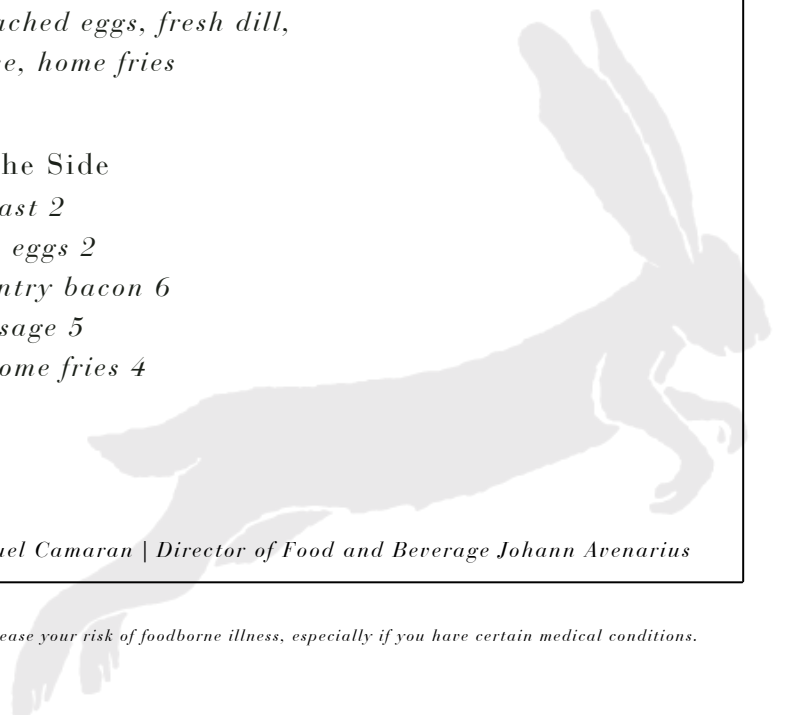 ached eggs, fresh dill,
e, home fries
he Side
ast 2
eggs 2
ntry bacon 6
sage 5
ome fries 4
uel Camaran | Director of Food and Beverage Johann Avenarius
ease your risk of foodborne illness, especially if you have certain medical conditions.